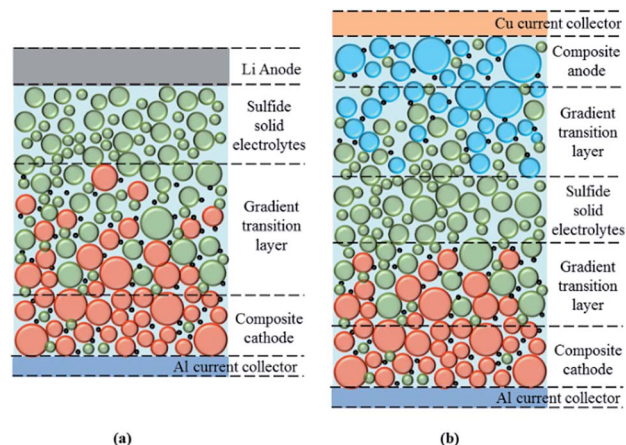 Li Anode
Sulfide
solid
electrolytes
Gradient
transition
layer
Composite
cathode
Al current collector
(a)
Cu current collector
Composite
anode
Gradient
transition
layer
Sulfide
solid
electrolytes
Gradient
transition
layer
Composite
cathode
Al current collector
(b)